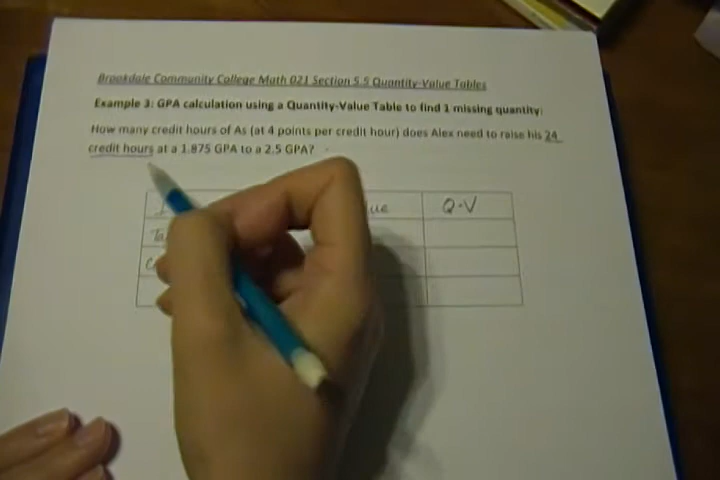 Brookdale Community College Math 021 Section 5.5 Quantity-Value Tables
Example 3: GPA calculation using a Quantity-Value Table to find 1 missing quantity:
How many credit hours of As (at 4 points per credit hour) does Alex need to raise his 24
credit hours at a 1.875 GPA to a 2.5 GPA?
Q·V